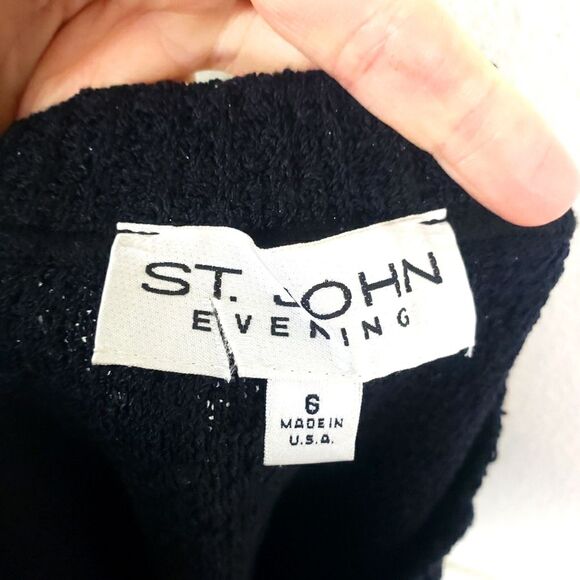 ST. JOHN
EVENING
6
MADE IN
U.S.A.